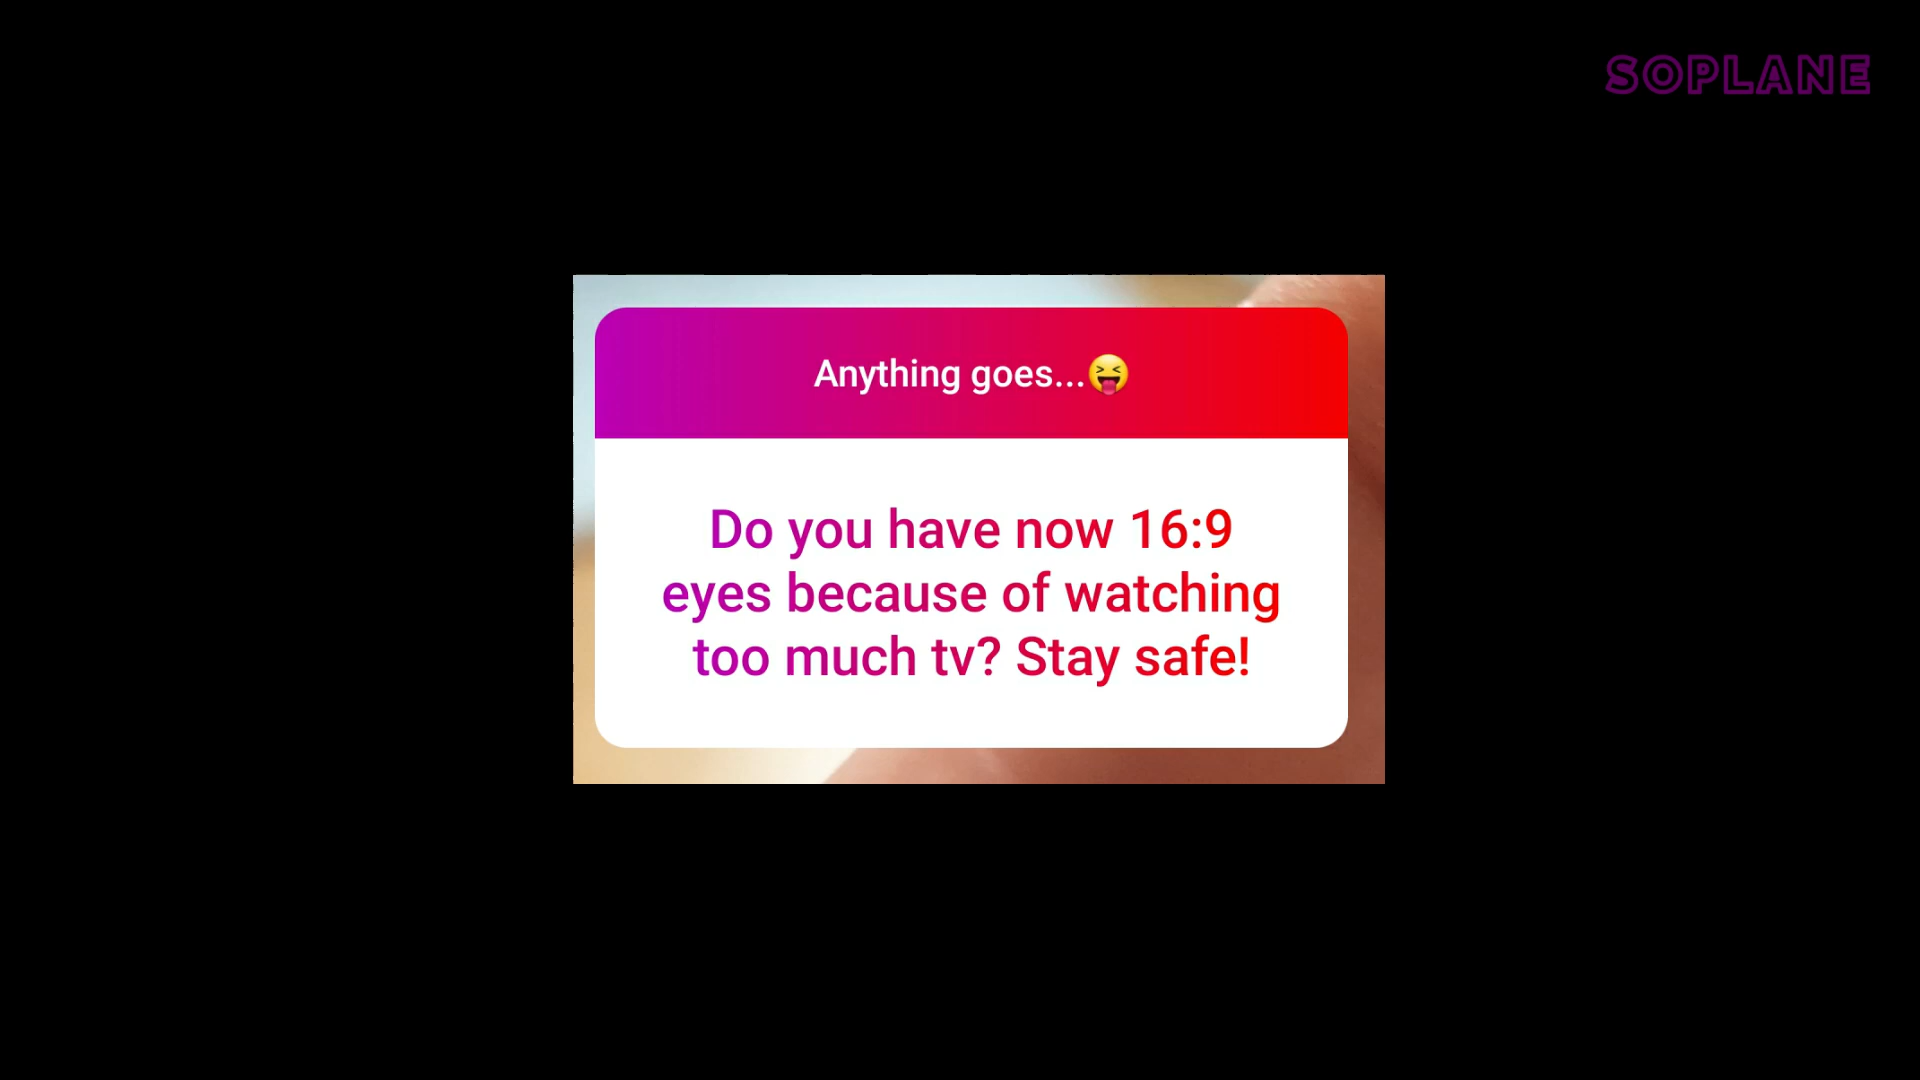 SOPLANE
Anything goes...😝
Do you have now 16:9
eyes because of watching
too much tv? Stay safe!